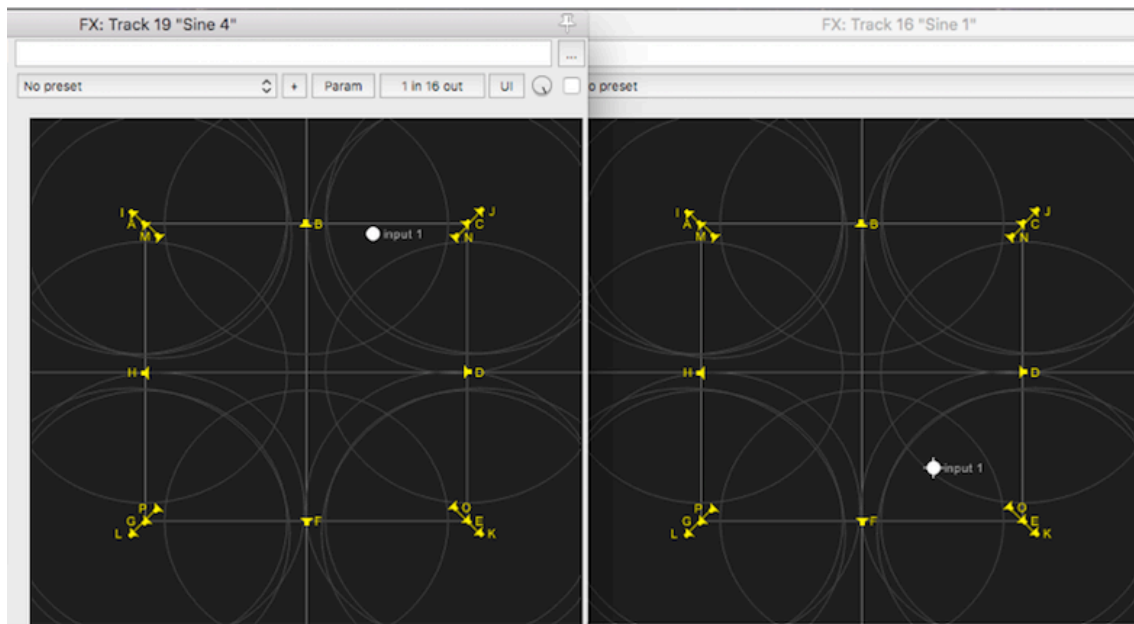 FX: Track 19 "Sine 4"
...
No preset
+
Param
1 in 16 out
UI
I
J
A
B
C
M
input 1
N
H
D
P
O
G
F
E
L
K
FX: Track 16 "Sine 1"
o preset
I
J
A
B
C
M
N
H
D
input 1
P
O
G
F
E
L
K